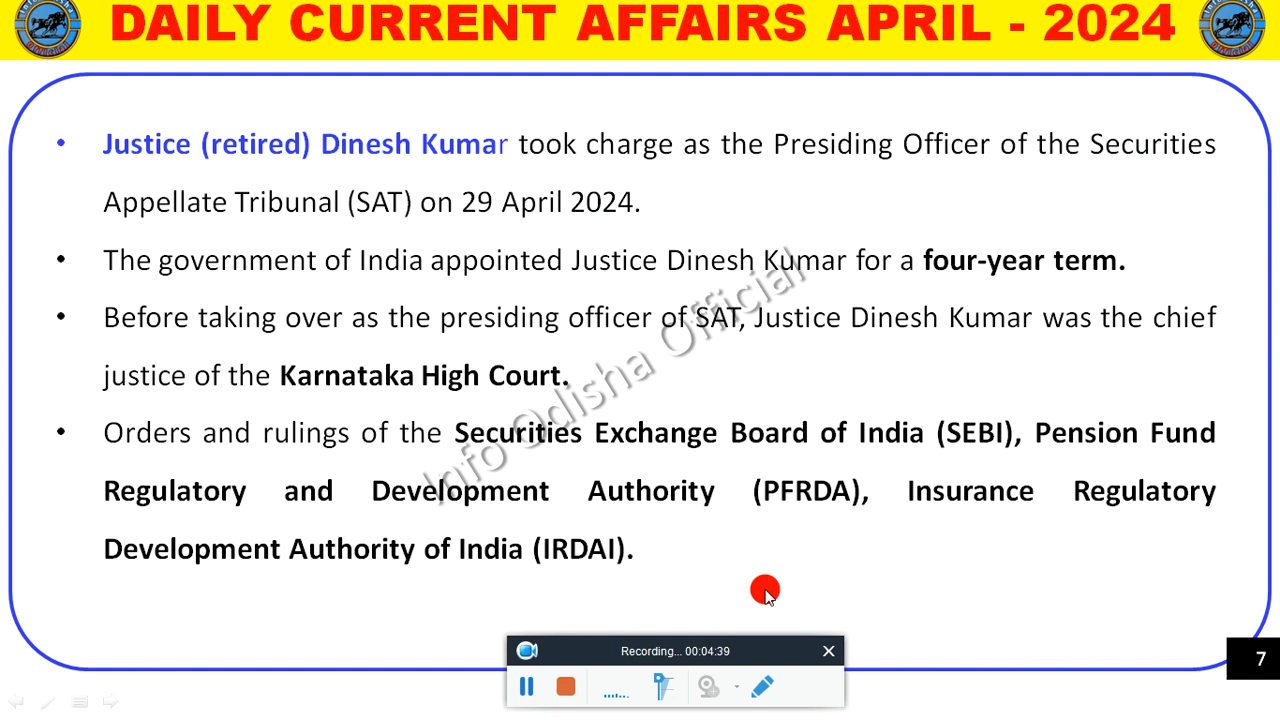 DAILY CURRENT AFFAIRS APRIL - 2024
• Justice (retired) Dinesh Kumar took charge as the Presiding Officer of the Securities
Appellate Tribunal (SAT) on 29 April 2024.
• The government of India appointed Justice Dinesh Kumar for a four-year term.
• Before taking over as the presiding officer of SAT, Justice Dinesh Kumar was the chief
justice of the Karnataka High Court.
• Orders and rulings of the Securities Exchange Board of India (SEBI), Pension Fund
Regulatory and Development Authority (PFRDA), Insurance Regulatory
Development Authority of India (IRDAI).
Info Odisha Official
Recording... 00:04:39
7